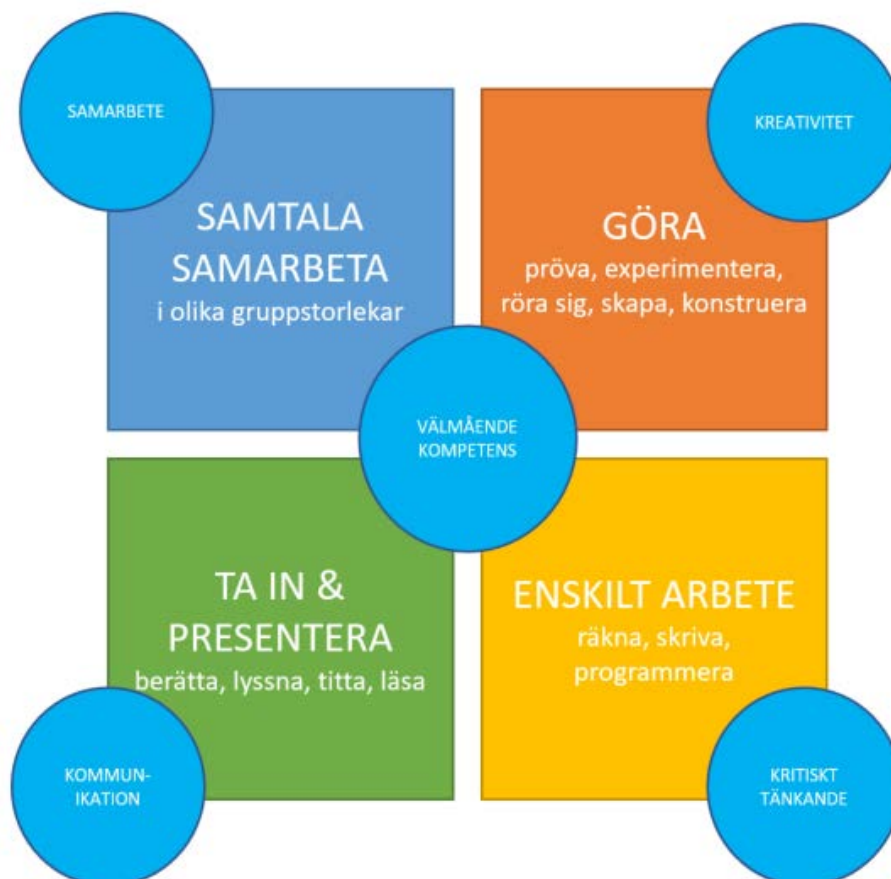 SAMARBETE
SAMTALA
SAMARBETA
i olika gruppstorlekar
KREATIVITET
GÖRA
pröva, experimentera,
röra sig, skapa, konstruera
VÄLMÅENDE
KOMPETENS
TA IN &
PRESENTERA
berätta, lyssna, titta, läsa
KOMMUN-
IKATION
ENSKILT ARBETE
räkna, skriva,
programmera
KRITISKT
TÄNKANDE